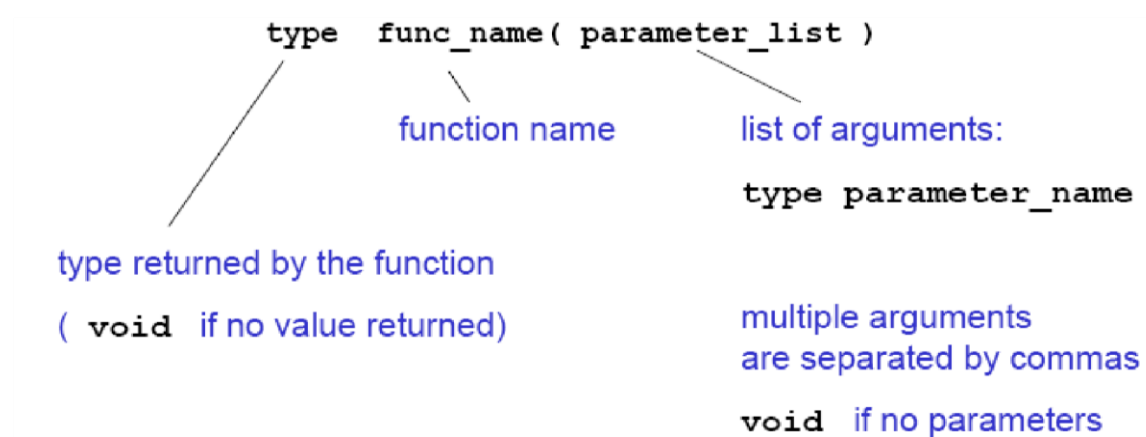 type func_name( parameter_list )
function name
list of arguments:
type parameter_name
type returned by the function
( void if no value returned)
multiple arguments
are separated by commas
void if no parameters